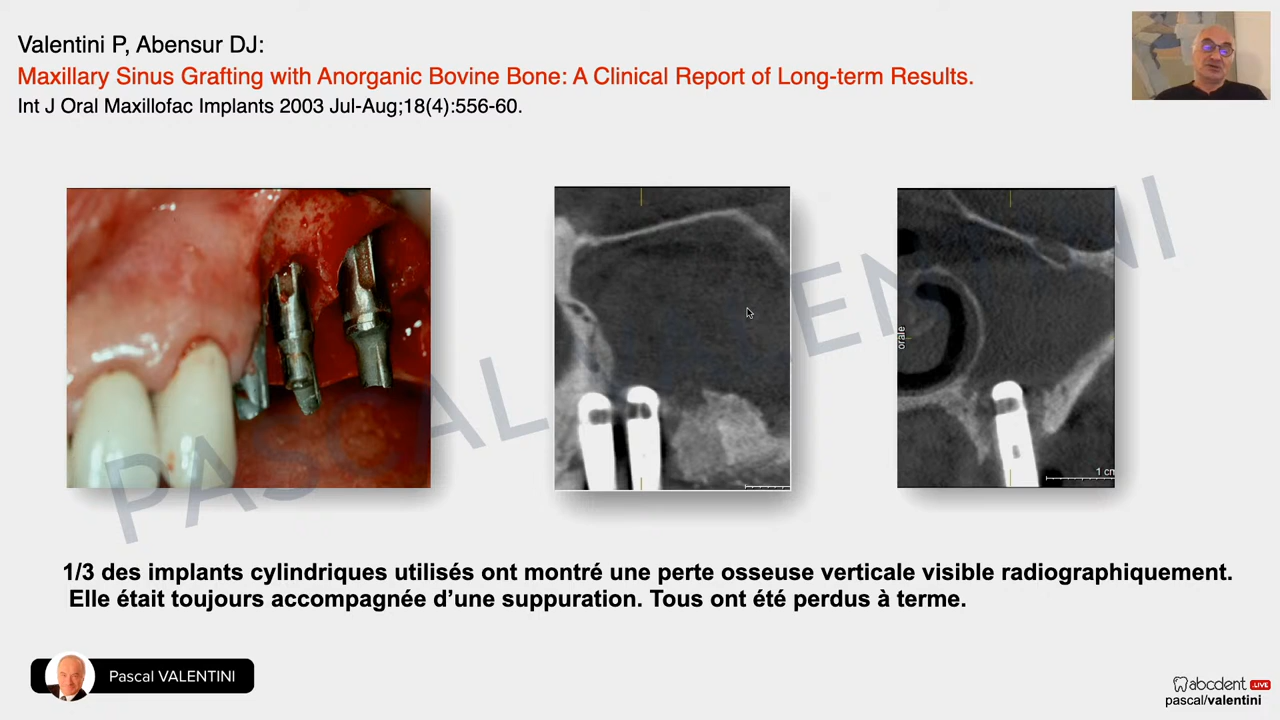 Valentini P, Abensur DJ:
Maxillary Sinus Grafting with Anorganic Bovine Bone: A Clinical Report of Long-term Results.
Int J Oral Maxillofac Implants 2003 Jul-Aug;18(4):556-60.
PASCAL VALENTINI
orale
1 cm
1/3 des implants cylindriques utilisés ont montré une perte osseuse verticale visible radiographiquement.
Elle était toujours accompagnée d’une suppuration. Tous ont été perdus à terme.
Pascal VALENTINI
abcdent .LIVE
pascal/valentini